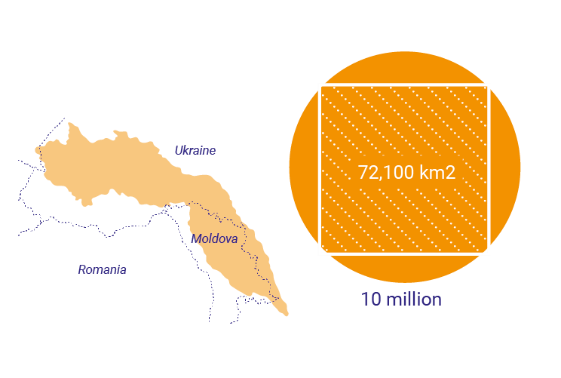 Ukraine
72,100 km2
Moldova
Romania
10 million